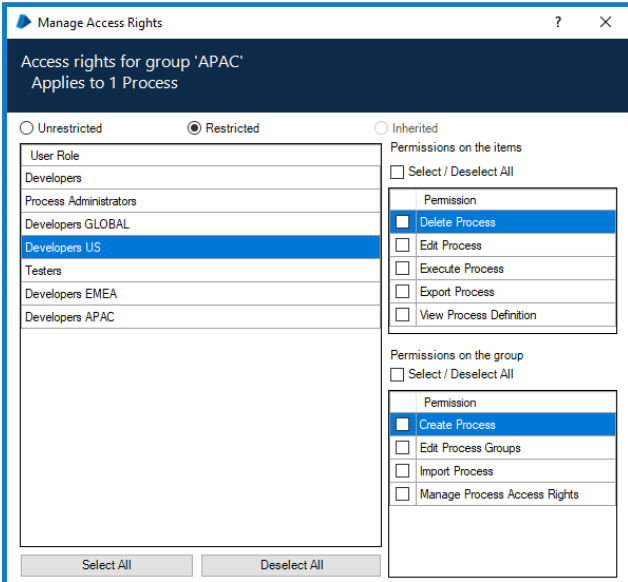 Manage Access Rights
?
Access rights for group 'APAC'
Applies to 1 Process
Unrestricted
Restricted
Inherited
User Role
Developers
Process Administrators
Developers GLOBAL
Developers US
Testers
Developers EMEA
Developers APAC
Select All
Deselect All
Permissions on the items
Select / Deselect All
Permission
Delete Process
Edit Process
Execute Process
Export Process
View Process Definition
Permissions on the group
Select / Deselect All
Permission
Create Process
Edit Process Groups
Import Process
Manage Process Access Rights